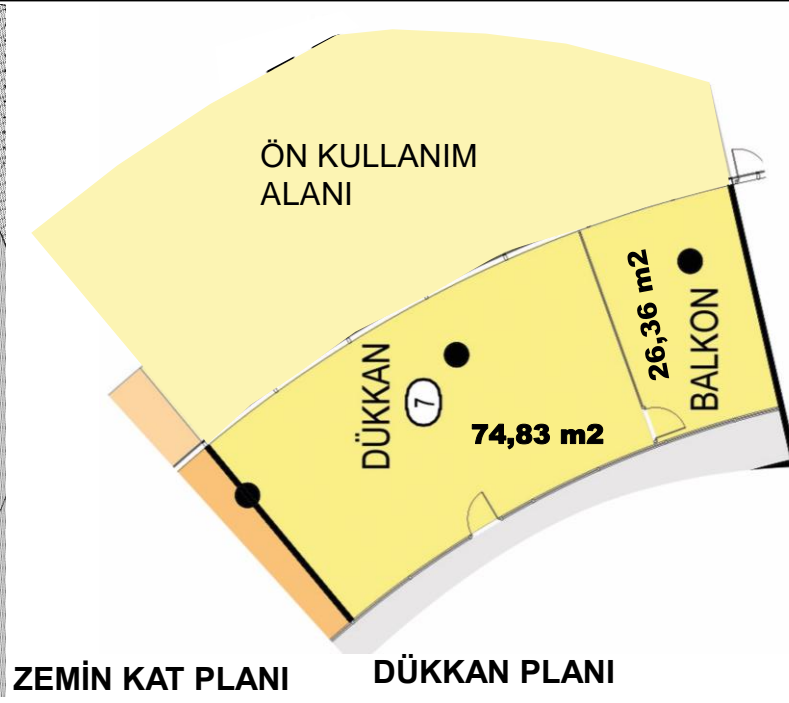 ÖN KULLANIM
ALANI
DÜKKAN
7
74,83 m2
26,36 m2
BALKON
ZEMİN KAT PLANI
DÜKKAN PLANI